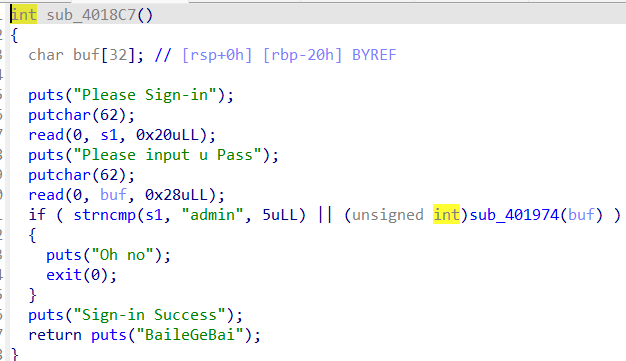 int sub_4018C7()
{
char buf[32]; // [rsp+0h] [rbp-20h] BYREF
puts("Please Sign-in");
putchar(62);
read(0, s1, 0x20uLL);
puts("Please input u Pass");
putchar(62);
read(0, buf, 0x28uLL);
if ( strncmp(s1, "admin", 5uLL) || (unsigned int)sub_401974(buf) )
{
puts("Oh no");
exit(0);
}
puts("Sign-in Success");
return puts("BaileGeBai");
}